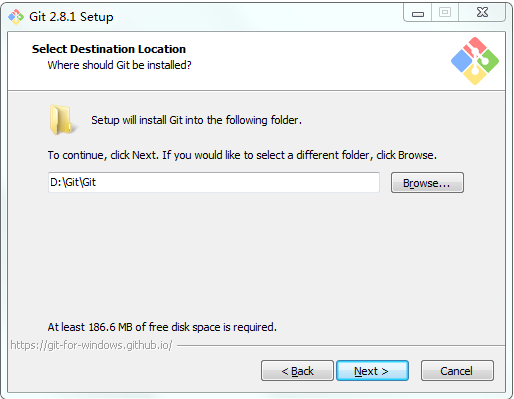 Git 2.8.1 Setup
Select Destination Location
Where should Git be installed?
Setup will install Git into the following folder.
To continue, click Next. If you would like to select a different folder, click Browse.
D:\Git\Git
Browse...
At least 186.6 MB of free disk space is required.
https://git-for-windows.github.io/
< Back
Next >
Cancel